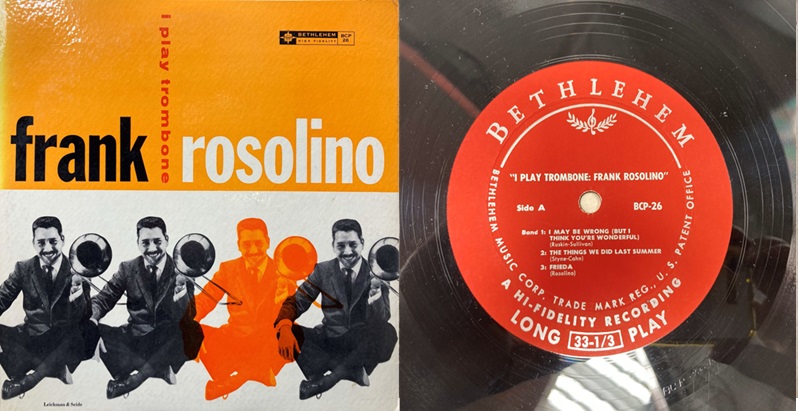 i play trombone
BETHLEHEM
HIGH FIDELITY
BCP
26
frank rosolino
Leichman & Seide
BETHLEHEM
"I PLAY TROMBONE: FRANK ROSOLINO"
Side A BCP-26
Band 1: I MAY BE WRONG (BUT I
THINK YOU'RE WONDERFUL)
(Ruskin-Sullivan)
2: THE THINGS WE DID LAST SUMMER
(Styne-Cahn)
3: FRIEDA
(Rosolino)
BETHLEHEM MUSIC CORP. TRADE MARK REG., U. S. PATENT OFFICE
A HI-FIDELITY RECORDING
LONG 33-1/3 PLAY